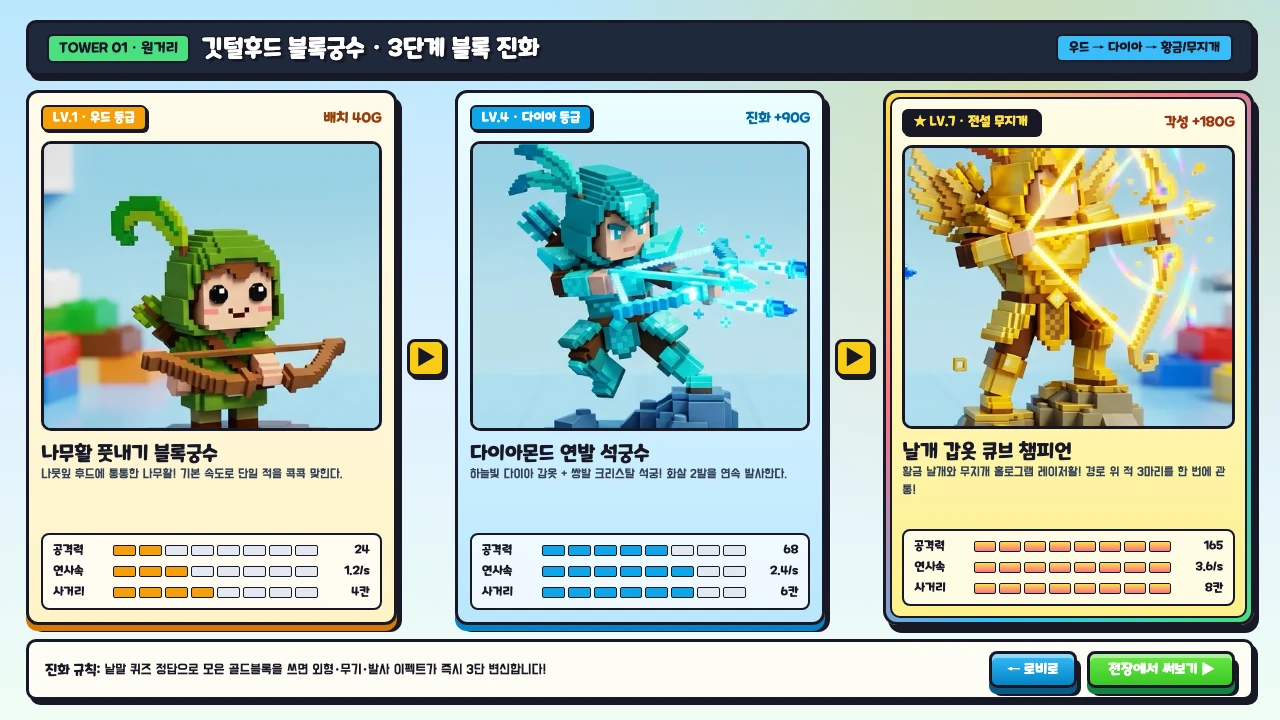 TOWER 01 · 원거리
깃털후드 블록궁수 · 3단계 블록 진화
우드 → 다이아 → 황금/무지개
LV.1 · 우드 등급
배치 40G
나무활 풋내기 블록궁수
나뭇잎 후드에 통통한 나무활! 기본 속도로 단일 적을 콕콕 맞힌다.
공격력 24
연사속 1.2/s
사거리 4칸
▶
LV.4 · 다이아 등급
진화 +90G
다이아몬드 연발 석궁수
하늘빛 다이아 갑옷 + 쌍발 크리스탈 석궁! 화살 2발을 연속 발사한다.
공격력 68
연사속 2.4/s
사거리 6칸
▶
★ LV.7 · 전설 무지개
각성 +180G
날개 갑옷 큐브 챔피언
황금 날개와 무지개 홀로그램 레이저활! 경로 위 적 3마리를 한 번에 관
통!
공격력 165
연사속 3.6/s
사거리 8칸
진화 규칙: 낱말 퀴즈 정답으로 모은 골드블록을 쓰면 외형·무기·발사 이펙트가 즉시 3단 변신합니다!
← 로비로
전장에서 써보기 ▶